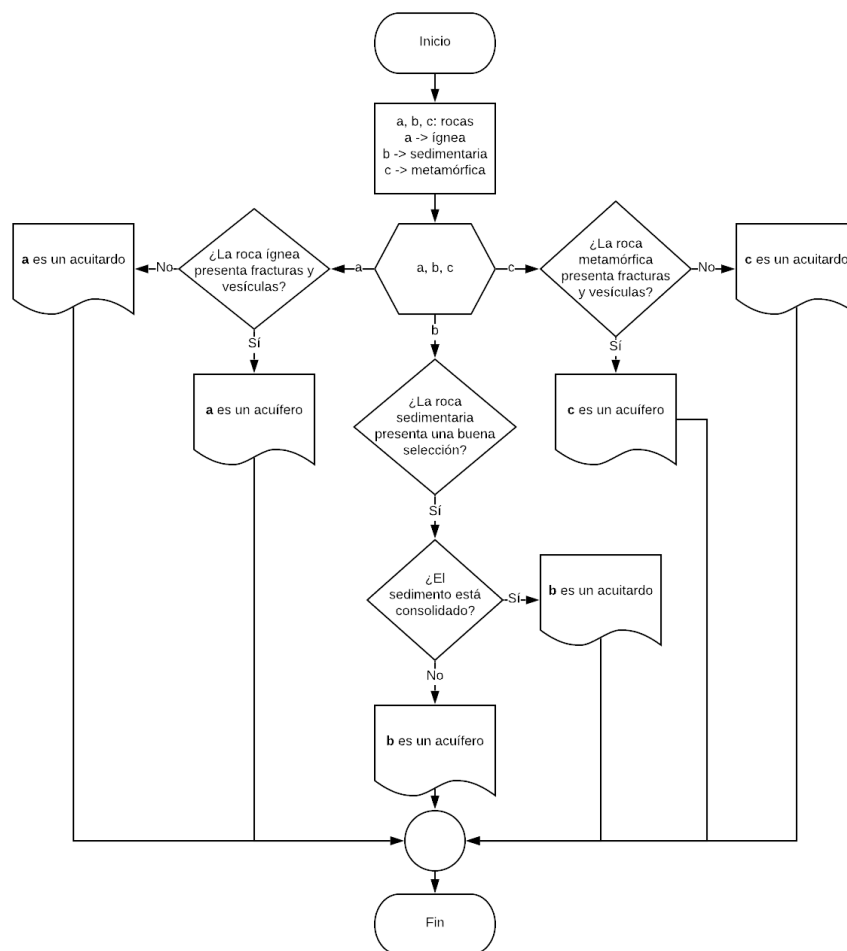 Inicio
a, b, c: rocas
a -> ígnea
b -> sedimentaria
c -> metamórfica
a es un acuitardo
No
¿La roca ígnea
presenta fracturas y
vesículas?
a
a, b, c
c
¿La roca
metamórfica
presenta fracturas
y vesículas?
No
c es un acuitardo
b
Sí
Sí
a es un acuífero
¿La roca
sedimentaria
presenta una buena
selección?
c es un acuífero
Sí
¿El
sedimento está
consolidado?
Sí
b es un acuitardo
No
b es un acuífero
Fin